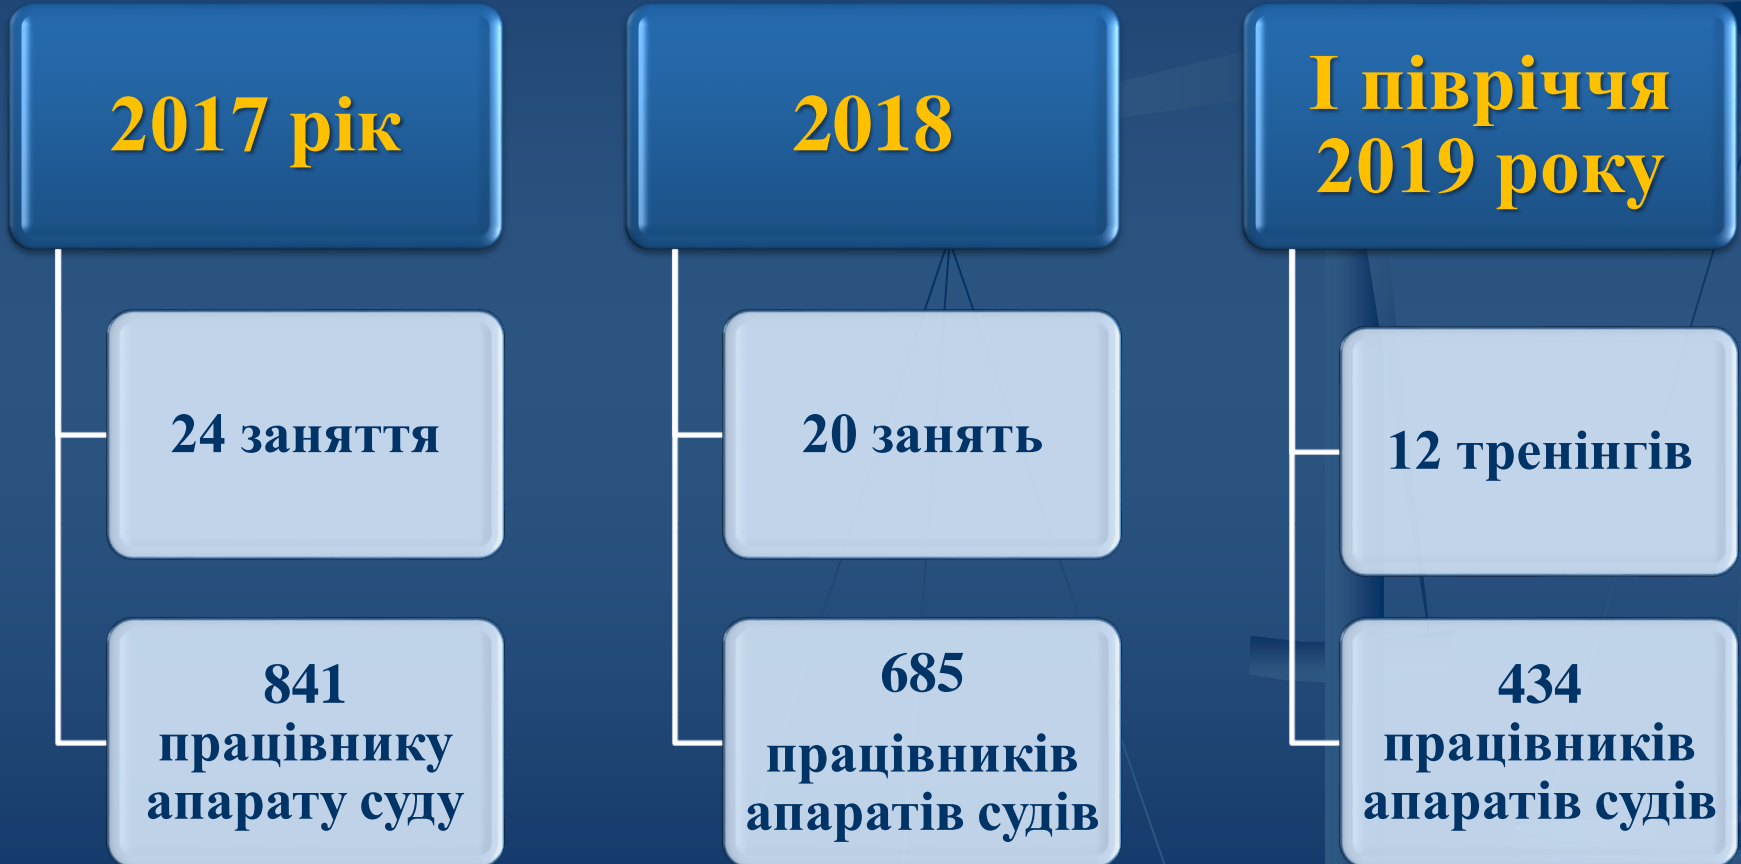 2017 рік
24 заняття
841
працівнику
апарату суду
2018
20 занять
685
працівників
апаратів судів
І півріччя
2019 року
12 тренінгів
434
працівників
апаратів судів